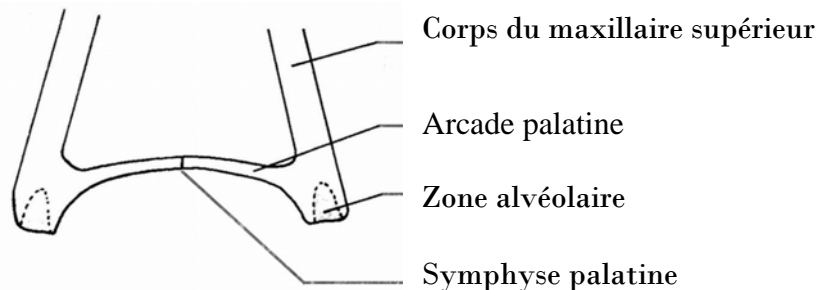 Corps du maxillaire supérieur
Arcade palatine
Zone alvéolaire
Symphyse palatine